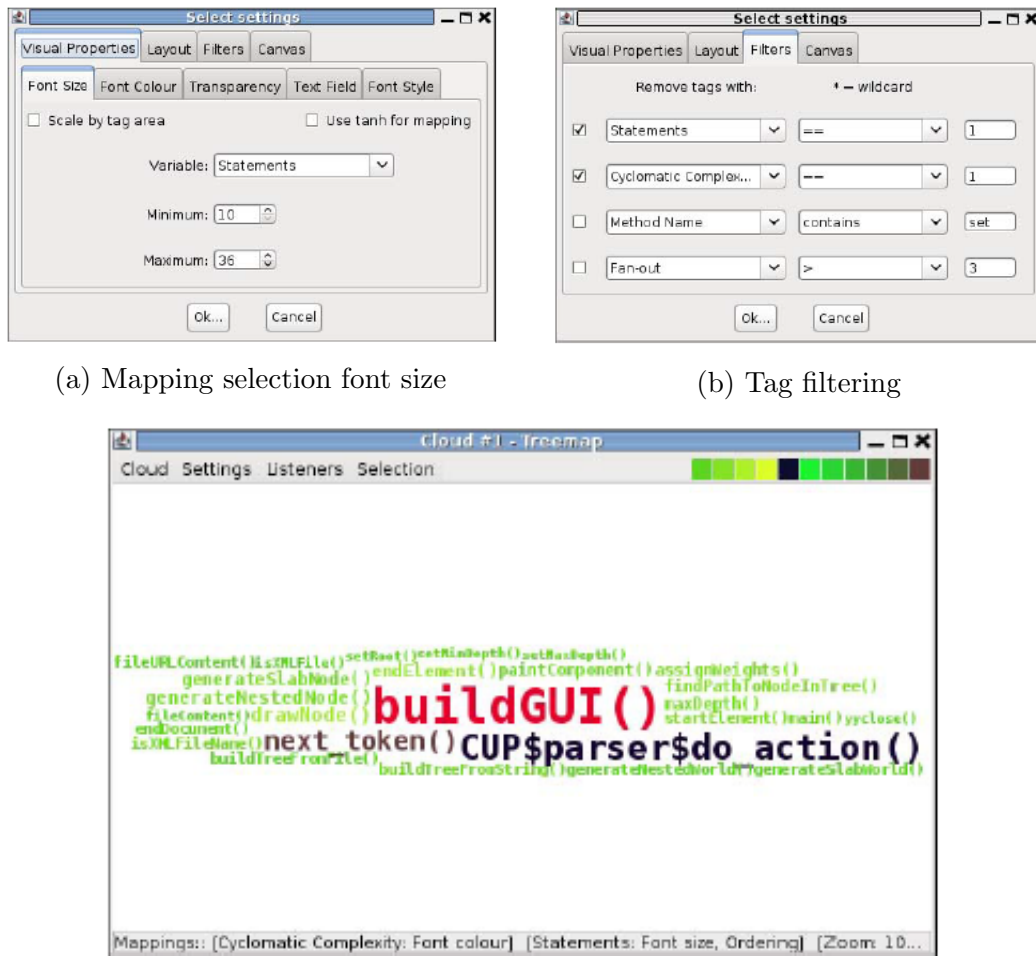 Select settings
Visual Properties Layout Filters Canvas
Font Size Font Colour Transparency Text Field Font Style
Scale by tag area Use tanh for mapping
Variable: Statements
Minimum: 10
Maximum: 36
Ok... Cancel
(a) Mapping selection font size
Select settings
Visual Properties Layout Filters Canvas
Remove tags with: * – wildcard
Statements == 1
Cyclomatic Complex... == 1
Method Name contains set
Fan-out > 3
Ok... Cancel
(b) Tag filtering
Cloud #1 - Treemap
Cloud Settings Listeners Selection
fileURLContent() isXMLFile() setRoot() setMinDepth() setMaxDepth()
generateSlabNode() endElement() paintComponent() assignWeights()
generateNestedNode() buildGUI() findPathToNodeInTree()
maxDepth()
fileContent() drawNode() startElement() main() yyclose()
endDocument()
isXMLFileName() next_token() CUP$parser$do_action()
buildTreeFromFile()
buildTreeFromString() generateNestedWorld() generateSlabWorld()
Mappings:: [Cyclomatic Complexity: Font colour] [Statements: Font size, Ordering] [Zoom: 10...